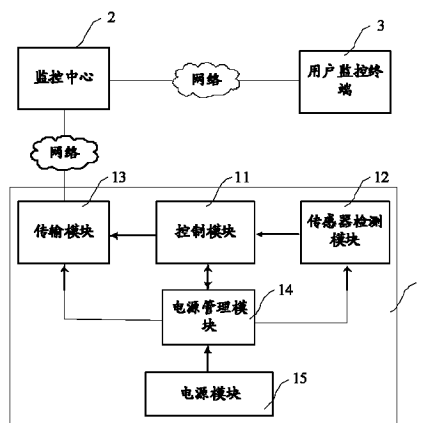 2
3
监控中心
网络
用户监控终
端
网络
13
11
12
传输模块
控制模块
传感器检测
模块
电源管理模
块
14
电源模块
15